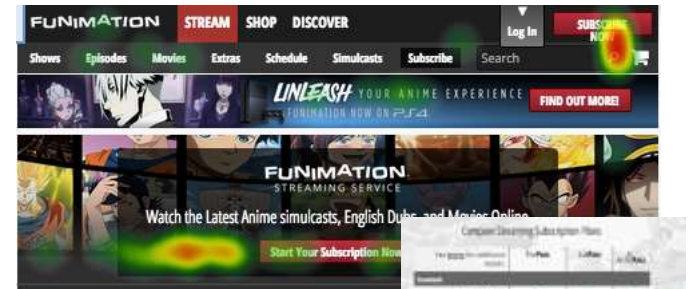 FUNIMATION STREAM SHOP DISCOVER Log In SUBSCRIBE NOW
Shows Episodes Movies Extras Schedule Simulcasts Subscribe Search
UNLEASH YOUR ANIME EXPERIENCE
FUNIMATION NOW ON PS4
FIND OUT MORE!
FUNIMATION
STREAMING SERVICE
Watch the Latest Anime simulcasts, English Dubs, and Movies Online
Start Your Subscription Now
Compare Streaming Subscription Plans